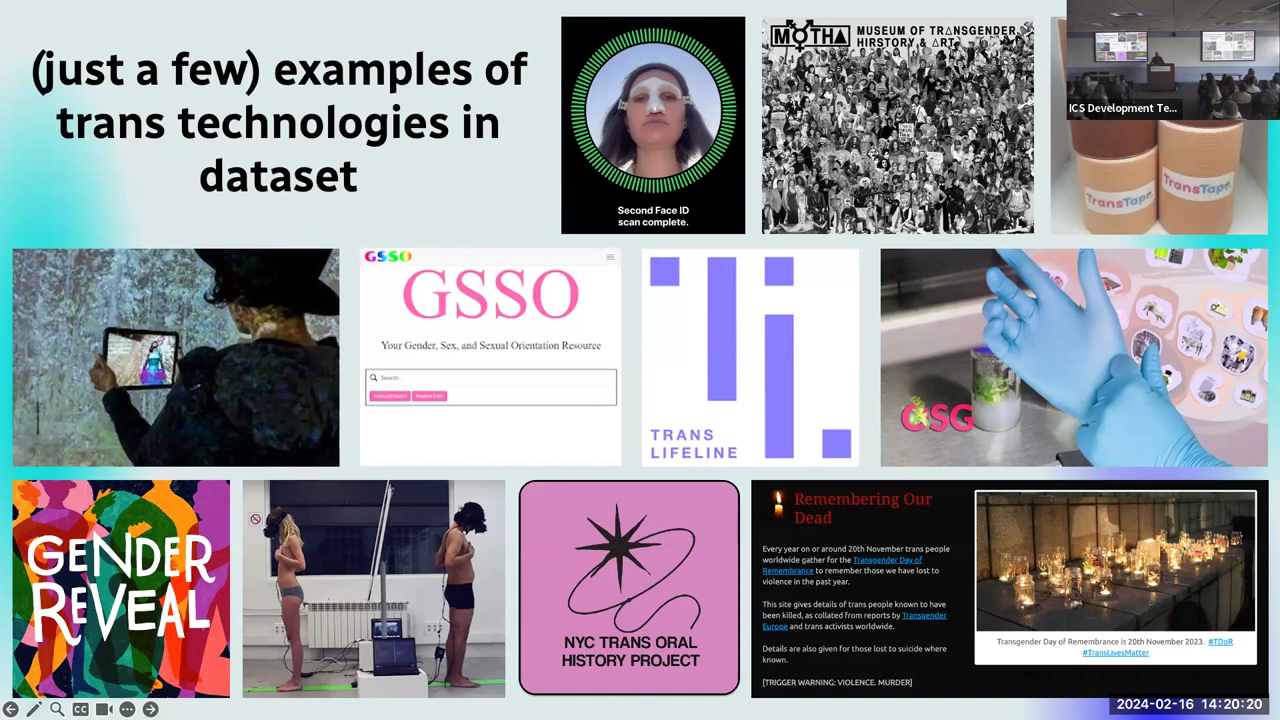 (just a few) examples of
trans technologies in
dataset
Second Face ID
scan complete.
MOTHA
MUSEUM OF TRANSGENDER
HIRSTORY & ART
ICS Development Te...
TransTape
TransTape
GSSO
GSSO
Your Gender, Sex, and Sexual Orientation Resource
Search...
TRANS
LIFELINE
GSG
GENDER
REVEAL
NYC TRANS ORAL
HISTORY PROJECT
Remembering Our
Dead
Every year on or around 20th November trans people
worldwide gather for the Transgender Day of
Remembrance to remember those we have lost to
violence in the past year.
This site gives details of trans people known to have
been killed, as collated from reports by Transgender
Europe and trans activists worldwide.
Details are also given for those lost to suicide where
known.
[TRIGGER WARNING: VIOLENCE. MURDER]
Transgender Day of Remembrance is 20th November 2023. #TDoR
#TransLivesMatter
CC
2024-02-16 14:20:20